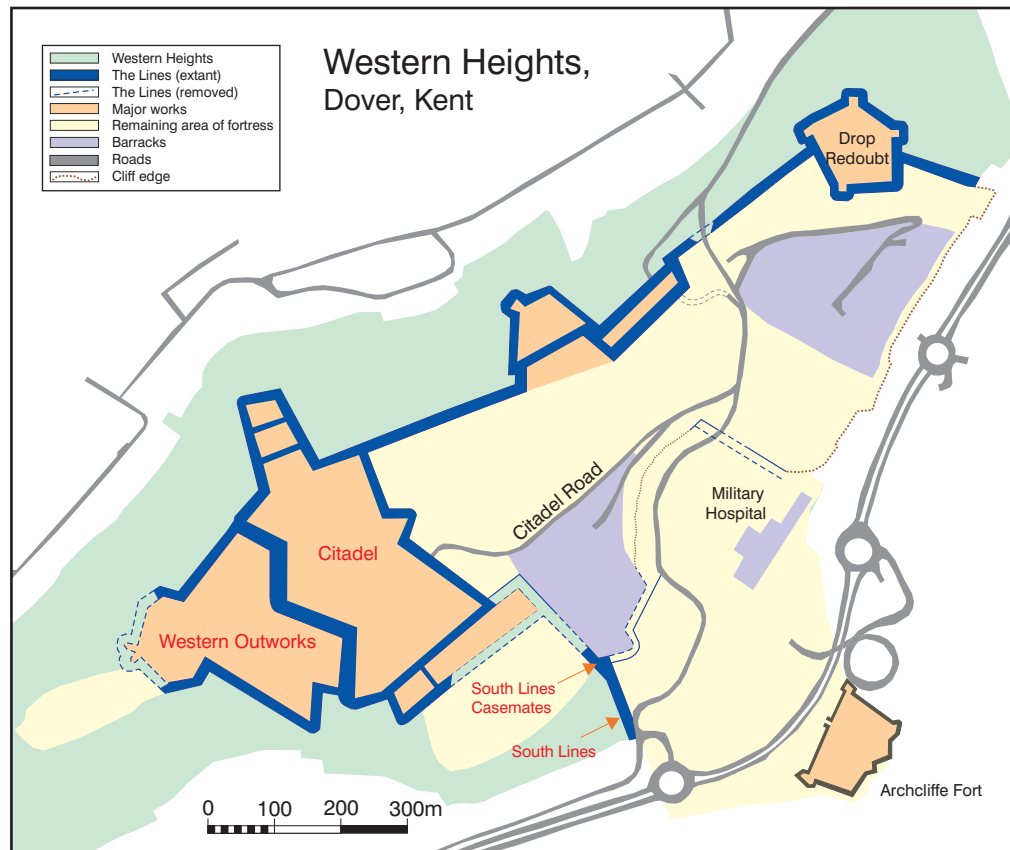 Western Heights,
Dover, Kent
Western Heights
The Lines (extant)
The Lines (removed)
Major works
Remaining area of fortress
Barracks
Roads
Cliff edge
Drop
Redoubt
Citadel Road
Military
Hospital
Citadel
Western Outworks
South Lines
Casemates
South Lines
Archcliffe Fort
0 100 200 300m